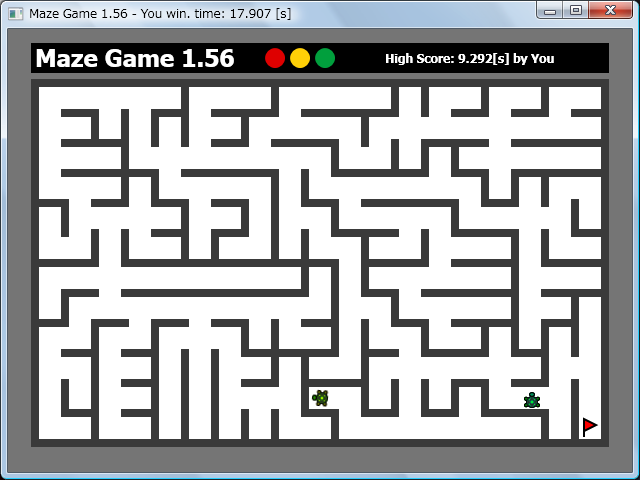 Maze Game 1.56 - You win. time: 17.907 [s]
Maze Game 1.56
High Score: 9.292[s] by You